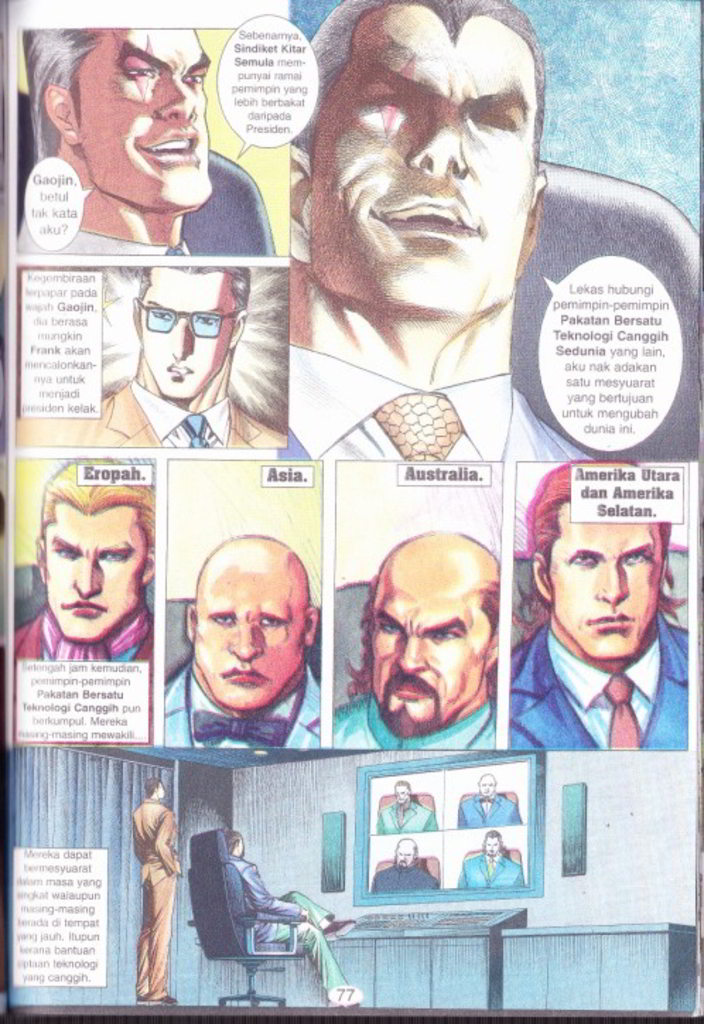 Sebenarnya,
Sindiket Kitar
Semula mem-
punyai ramai
pemimpin yang
lebih berbakat
daripada
Presiden.
Gaojin,
betul
tak kata
aku?
Lekas hubungi
pemimpin-pemimpin
Pakatan Bersatu
Teknologi Canggih
Sedunia yang lain,
aku nak adakan
satu mesyuarat
yang bertujuan
untuk mengubah
dunia ini.
Kegembiraan
terpapar pada
wajah Gaojin,
dia berasa
mungkin
Frank akan
mencalonkan-
nya untuk
menjadi
presiden kelak.
Eropah.
Asia.
Australia.
Amerika Utara
dan Amerika
Selatan.
Setengah jam kemudian,
pemimpin-pemimpin
Pakatan Bersatu
Teknologi Canggih pun
berkumpul. Mereka
masing-masing mewakili....
Mereka dapat
bermesyuarat
dalam masa yang
singkat walaupun
masing-masing
berada di tempat
yang jauh. Itupun
kerana bantuan
ciptaan teknologi
yang canggih.
77